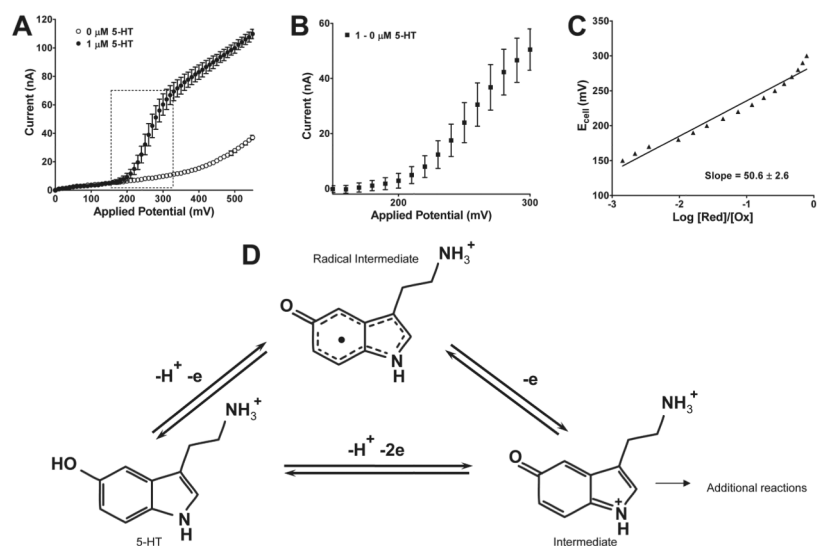 A
0 µM 5-HT
1 µM 5-HT
Current (nA)
120
100
80
60
40
20
0
0 100 200 300 400 500
Applied Potential (mV)
B
1 - 0 µM 5-HT
Current (nA)
60
40
20
0
200 300
Applied Potential (mV)
C
E cell (mV)
350
300
250
200
150
100
-3 -2 -1 0
Slope = 50.6 ± 2.6
Log [Red]/[Ox]
D
Radical Intermediate
NH3+
O
N
H
-H+ -e
-e
NH3+
HO
N
H
5-HT
-H+ -2e
NH3+
O
N+
H
Intermediate
Additional reactions